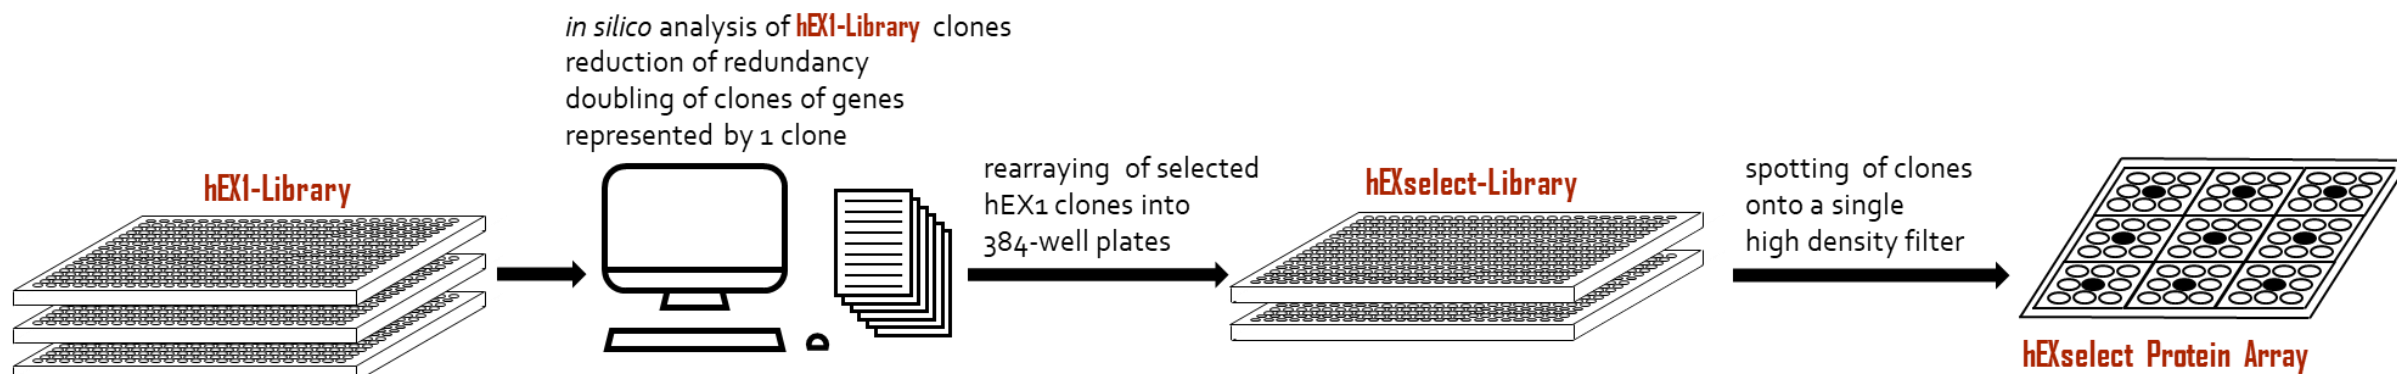 in silico analysis of hEX1-Library clones
reduction of redundancy
doubling of clones of genes
represented by 1 clone
hEX1-Library
rearraying of selected
hEX1 clones into
384-well plates
hEXselect-Library
spotting of clones
onto a single
high density filter
hEXselect Protein Array